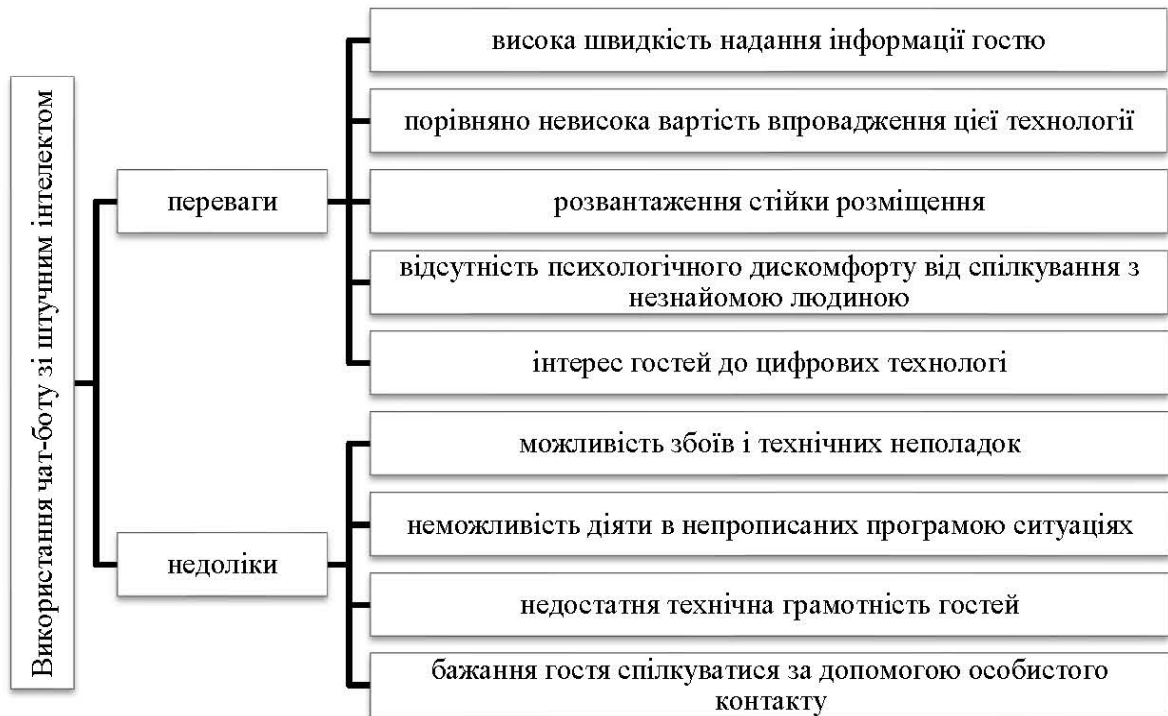 Використання чат-боту зі штучним інтелектом
переваги
висока швидкість надання інформації гостю
порівняно невисока вартість впровадження цієї технології
розвантаження стійки розміщення
відсутність психологічного дискомфорту від спілкування з
незнайомою людиною
інтерес гостей до цифрових технологі
недоліки
можливість збоїв і технічних неполадок
неможливість діяти в непрописаних програмою ситуаціях
недостатня технічна грамотність гостей
бажання гостя спілкуватися за допомогою особистого
контакту